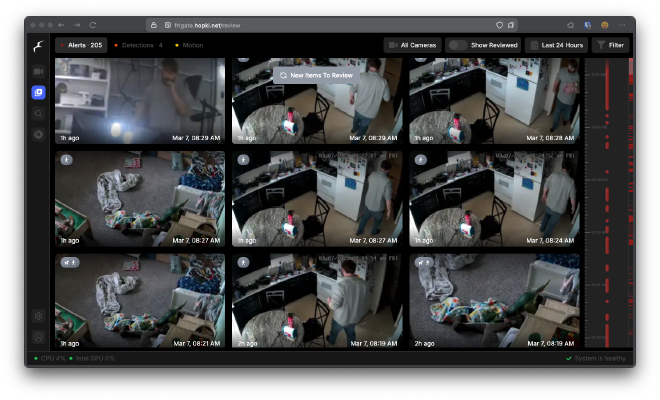 frigate.hopki.net/review
Alerts · 205
Detections · 4
Motion
All Cameras
Show Reviewed
Last 24 Hours
Filter
New Items To Review
1h ago
Mar 7, 08:29 AM
1h ago
Mar 7, 08:29 AM
1h ago
Mar 7, 08:28 AM
1h ago
Mar 7, 08:27 AM
1h ago
Mar 7, 08:27 AM
1h ago
Mar 7, 08:24 AM
1h ago
Mar 7, 08:21 AM
2h ago
Mar 7, 08:19 AM
2h ago
Mar 7, 08:19 AM
CPU 4%
Intel GPU 6%
System is healthy